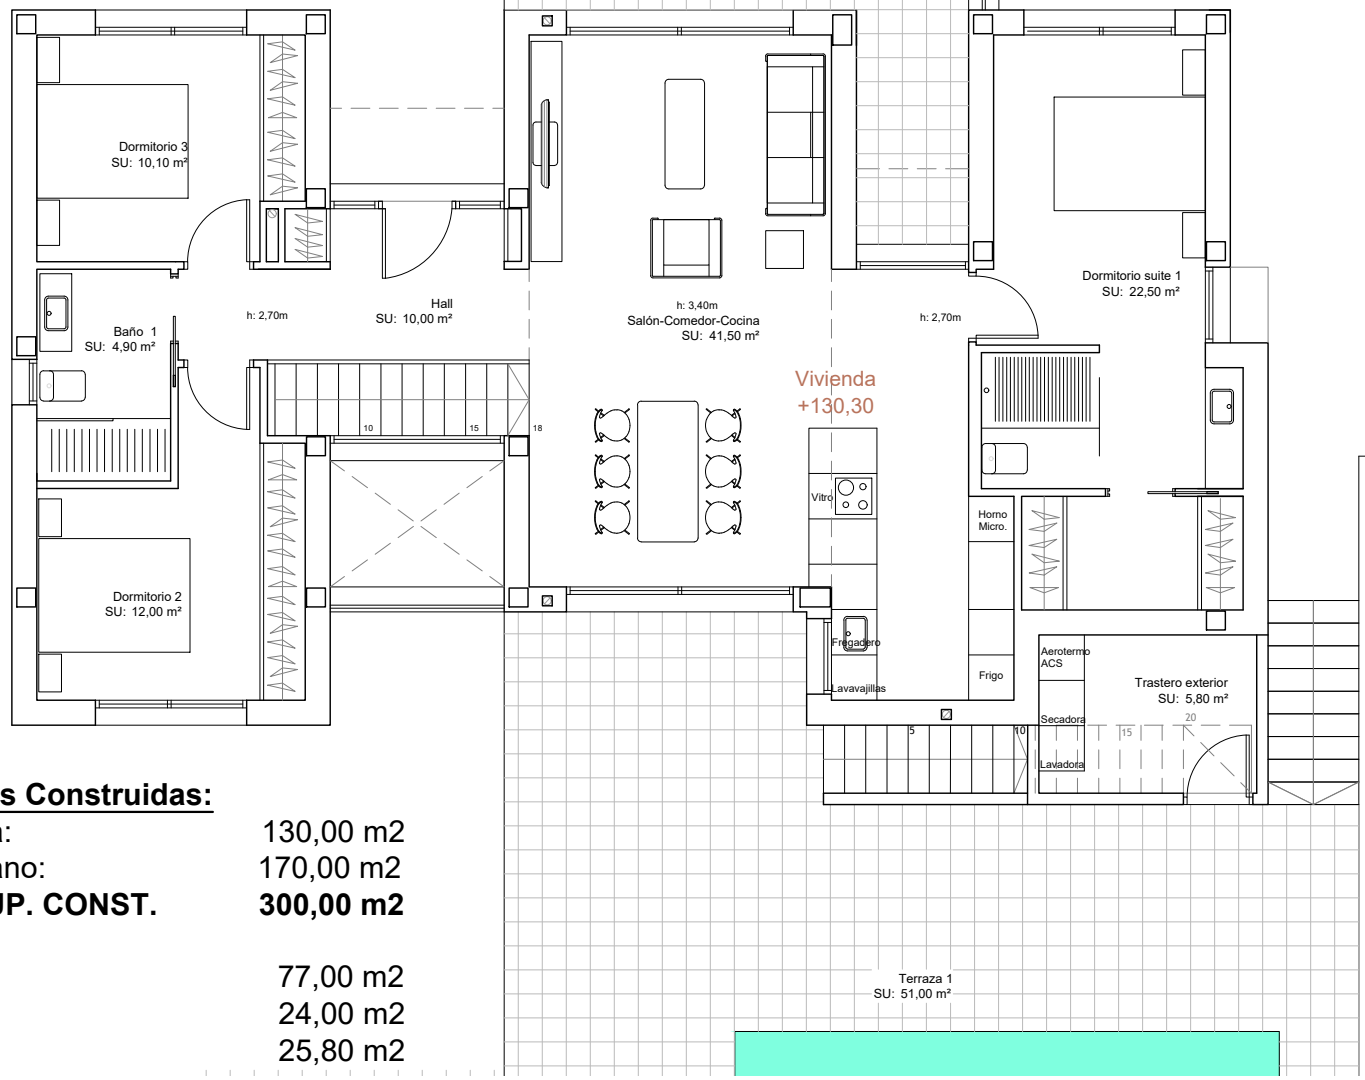 Dormitorio 3
SU: 10,10 m²
Dormitorio suite 1
SU: 22,50 m²
Hall
SU: 10,00 m²
h: 2,70m
h: 3,40m
Salón-Comedor-Cocina
SU: 41,50 m²
h: 2,70m
Baño 1
SU: 4,90 m²
Vivienda
+130,30
10
15
18
Vitro
Horno
Micro.
Dormitorio 2
SU: 12,00 m²
Fregadero
Lavavajillas
Frigo
Aerotermo
ACS
Trastero exterior
SU: 5,80 m²
Secadora
Lavadora
5
10
15
20
s Construidas:
a: 130,00 m2
ano: 170,00 m2
UP. CONST. 300,00 m2
77,00 m2
24,00 m2
25,80 m2
Terraza 1
SU: 51,00 m²